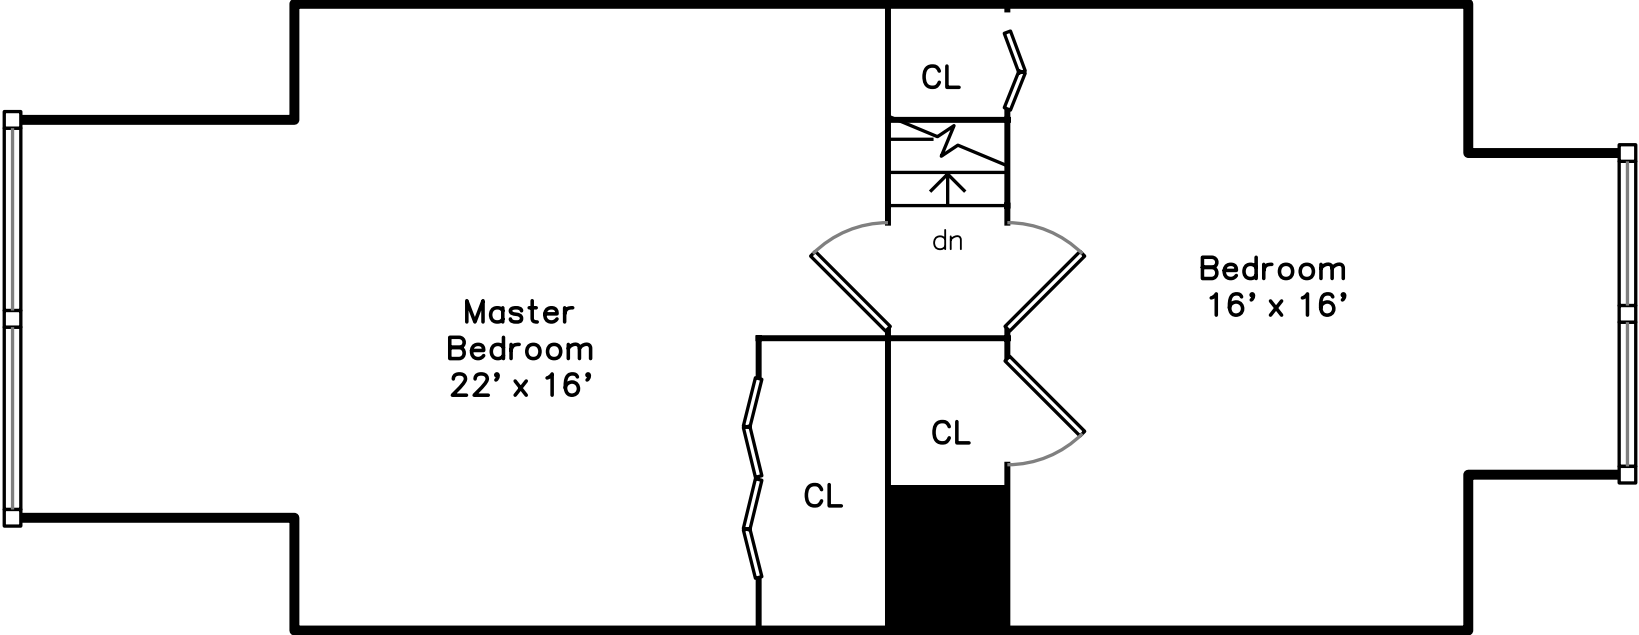 CL
dn
Bedroom
16' x 16'
Master
Bedroom
22' x 16'
CL
CL